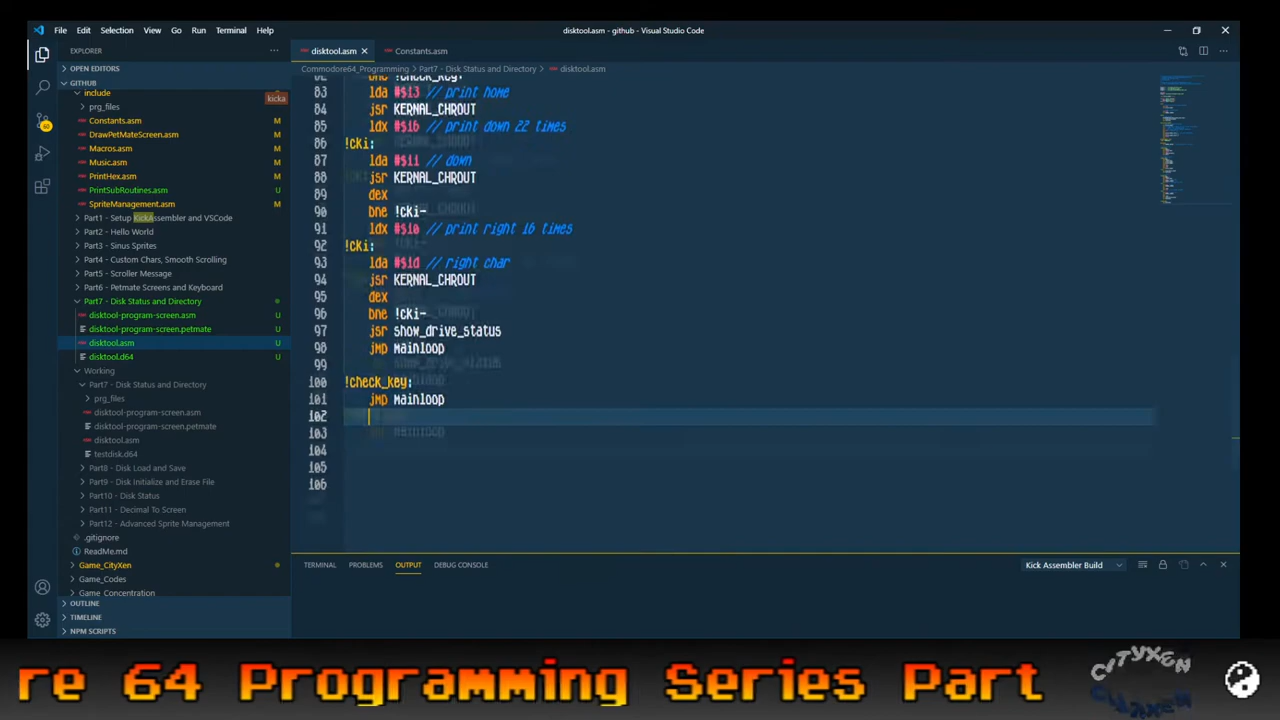 File Edit Selection View Go Run Terminal Help
disktool.asm - github - Visual Studio Code
EXPLORER
disktool.asm
Constants.asm
OPEN EDITORS
Commodore64_Programming > Part7 - Disk Status and Directory > disktool.asm
GITHUB
kicka
include
prg_files
Constants.asm M
DrawPetMateScreen.asm M
Macros.asm M
Music.asm M
PrintHex.asm M
PrintSubRoutines.asm U
SpriteManagement.asm M
Part1 - Setup KickAssembler and VSCode
Part2 - Hello World
Part3 - Sinus Sprites
Part4 - Custom Chars, Smooth Scrolling
Part5 - Scroller Message
Part6 - Petmate Screens and Keyboard
Part7 - Disk Status and Directory
disktool-program-screen.asm U
disktool-program-screen.petmate U
disktool.asm U
disktool.d64 U
Working
Part7 - Disk Status and Directory
prg_files
disktool-program-screen.asm
disktool-program-screen.petmate
disktool.asm
testdisk.d64
Part8 - Disk Load and Save
Part9 - Disk Initialize and Erase File
Part10 - Disk Status
Part11 - Decimal To Screen
Part12 - Advanced Sprite Management
.gitignore
ReadMe.md
Game_CityXen
Game_Codes
Game_Concentration
OUTLINE
TIMELINE
NPM SCRIPTS
82 bne !check_key+
83 lda #$13 // print home
84 jsr KERNAL_CHROUT
85 ldx #$16 // print down 22 times
86 !cki:
87 lda #$11 // down
88 jsr KERNAL_CHROUT
89 dex
90 bne !cki-
91 ldx #$10 // print right 16 times
92 !cki:
93 lda #$1d // right char
94 jsr KERNAL_CHROUT
95 dex
96 bne !cki-
97 jsr show_drive_status
98 jmp mainloop
99
100 !check_key:
101 jmp mainloop
102
103
104
105
106
TERMINAL PROBLEMS OUTPUT DEBUG CONSOLE
Kick Assembler Build
re 64 Programming Series Part
CITYXEN